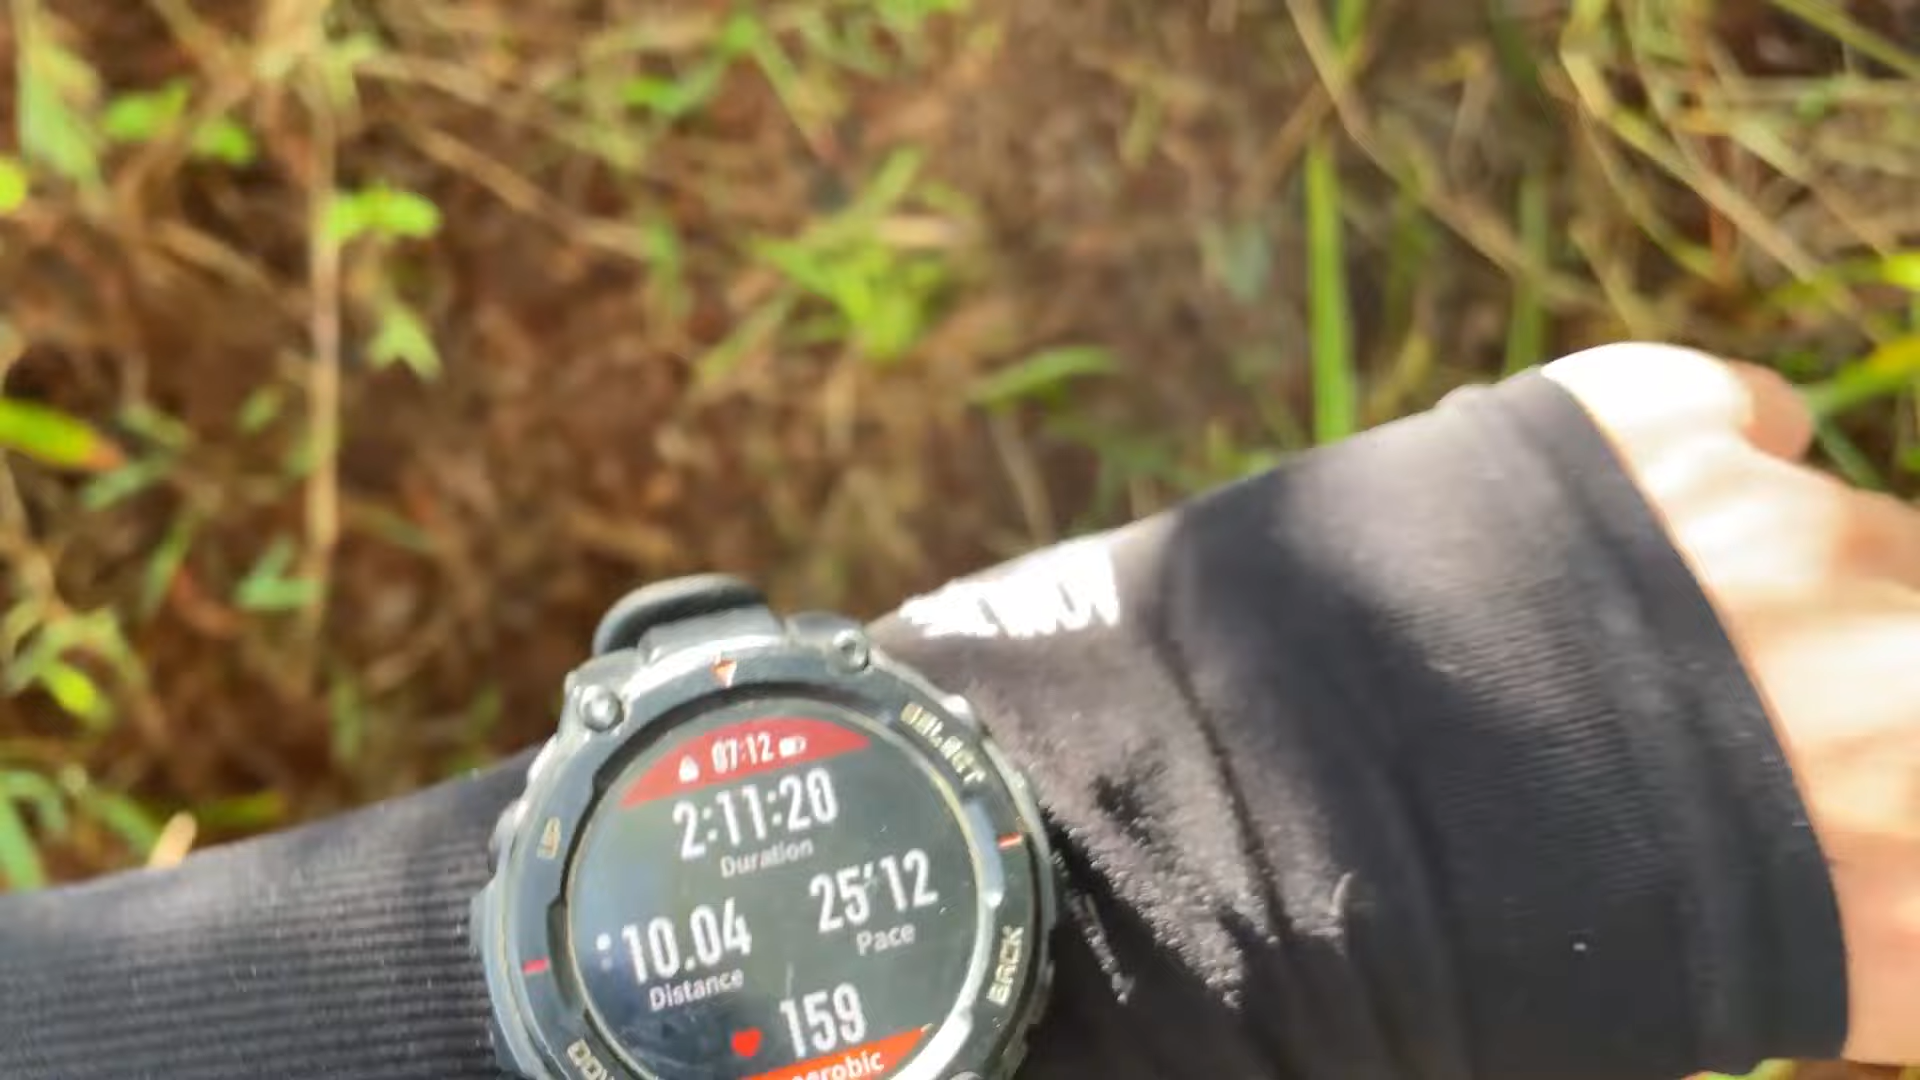 07:12
2:11:20
Duration
10.04
25'12
Distance
Pace
159
SELECT
BACK